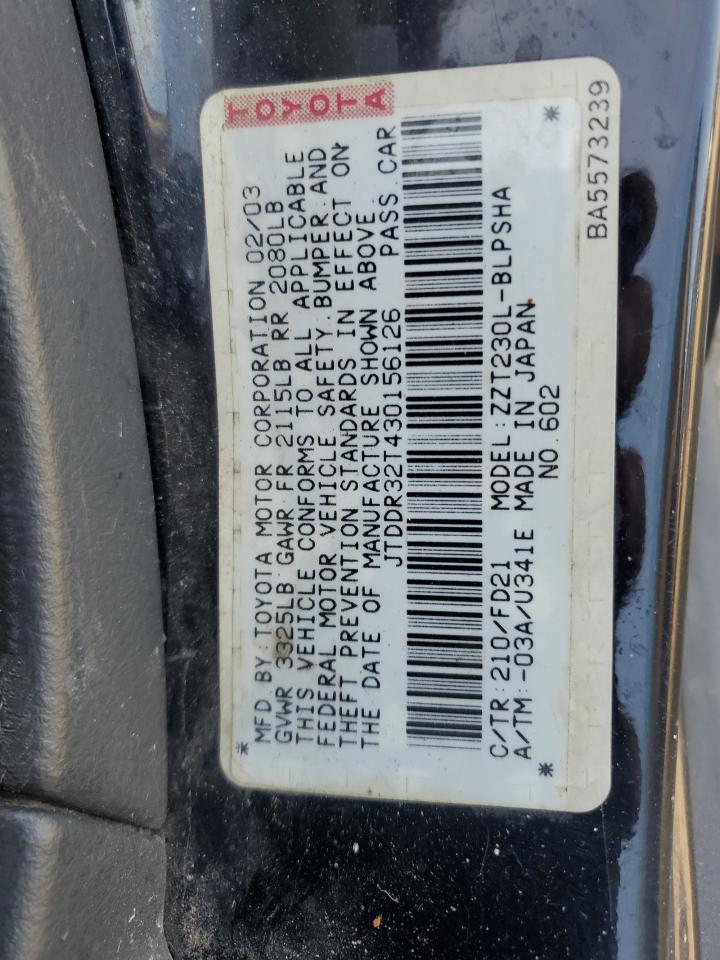 TOYOTA
* MFD BY:TOYOTA MOTOR CORPORATION 02/03
GVWR 3325LB GAWR FR 2115LB RR 2080LB
THIS VEHICLE CONFORMS TO ALL APPLICABLE
FEDERAL MOTOR VEHICLE SAFETY.BUMPER AND
THEFT PREVENTION STANDARDS IN EFFECT ON
THE DATE OF MANUFACTURE SHOWN ABOVE.
JTDDR32T430156126 PASS.CAR
C/TR:210/FD21 MODEL:ZZT230L-BLPSHA
A/TM:-03A/U341E MADE IN JAPAN
* NO.602 *
BA5573239